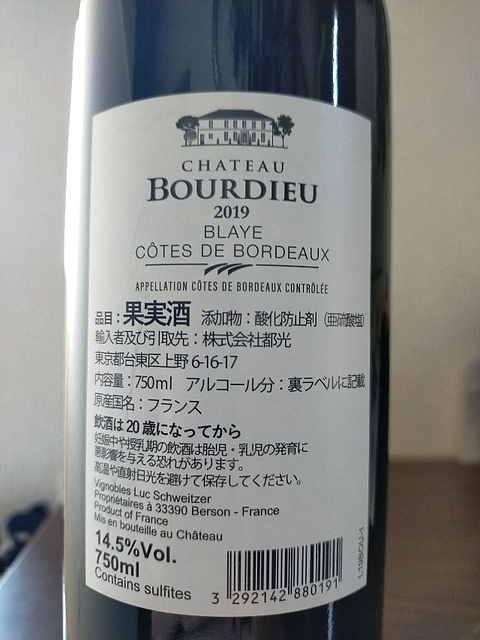 CHATEAU
BOURDIEU
2019
BLAYE
CÔTES DE BORDEAUX
APPELLATION CÔTES DE BORDEAUX CONTRÔLÉE
品目：果実酒 添加物：酸化防止剤（亜硫酸塩）
輸入者及び引取先：株式会社都光
東京都台東区上野6-16-17
内容量：750ml アルコール分：裏ラベルに記載
原産国名：フランス
飲酒は20歳になってから
妊娠中や授乳期の飲酒は胎児・乳児の発育に
悪影響を与える恐れがあります。
高温や直射日光を避けて保存してください。
Vignobles Luc Schweitzer
Propriétaires à 33390 Berson - France
Product of France
Mis en bouteille au Château
14.5%Vol.
750ml
Contains sulfites
3 292142 880191
L19BOU-1